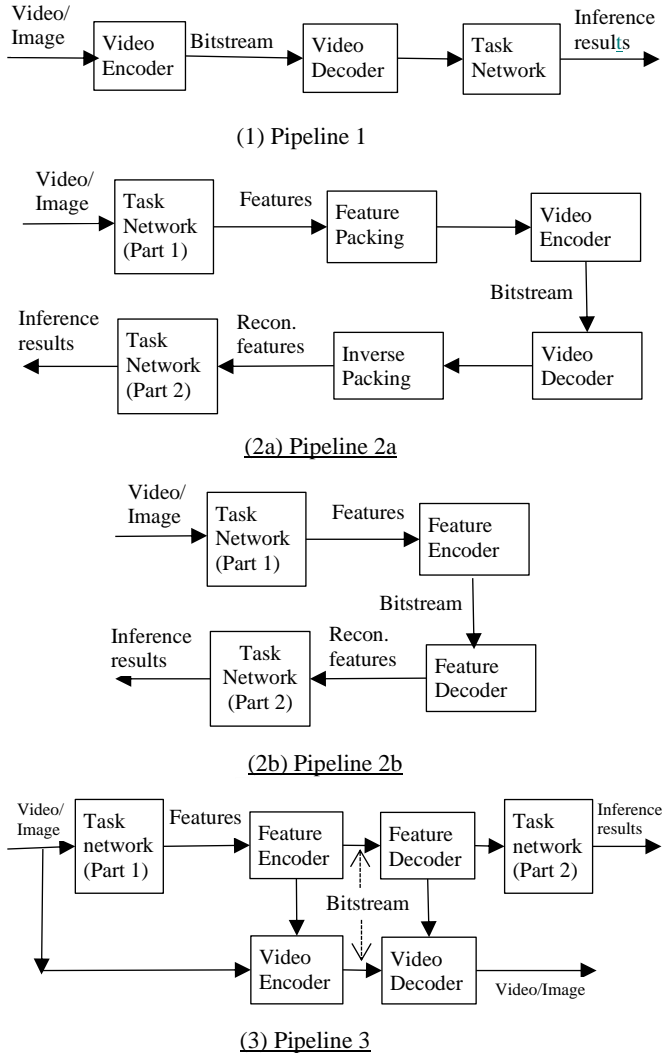 Video/
Image
Video
Encoder
Bitstream
Video
Decoder
Task
Network
Inference
results
(1) Pipeline 1
Video/
Image
Task
Network
(Part 1)
Features
Feature
Packing
Video
Encoder
Bitstream
Inference
results
Task
Network
(Part 2)
Recon.
features
Inverse
Packing
Video
Decoder
(2a) Pipeline 2a
Video/
Image
Task
Network
(Part 1)
Features
Feature
Encoder
Bitstream
Inference
results
Task
Network
(Part 2)
Recon.
features
Feature
Decoder
(2b) Pipeline 2b
Video/
Image
Task
network
(Part 1)
Features
Feature
Encoder
Feature
Decoder
Task
network
(Part 2)
Inference
results
Bitstream
Video
Encoder
Video
Decoder
Video/Image
(3) Pipeline 3